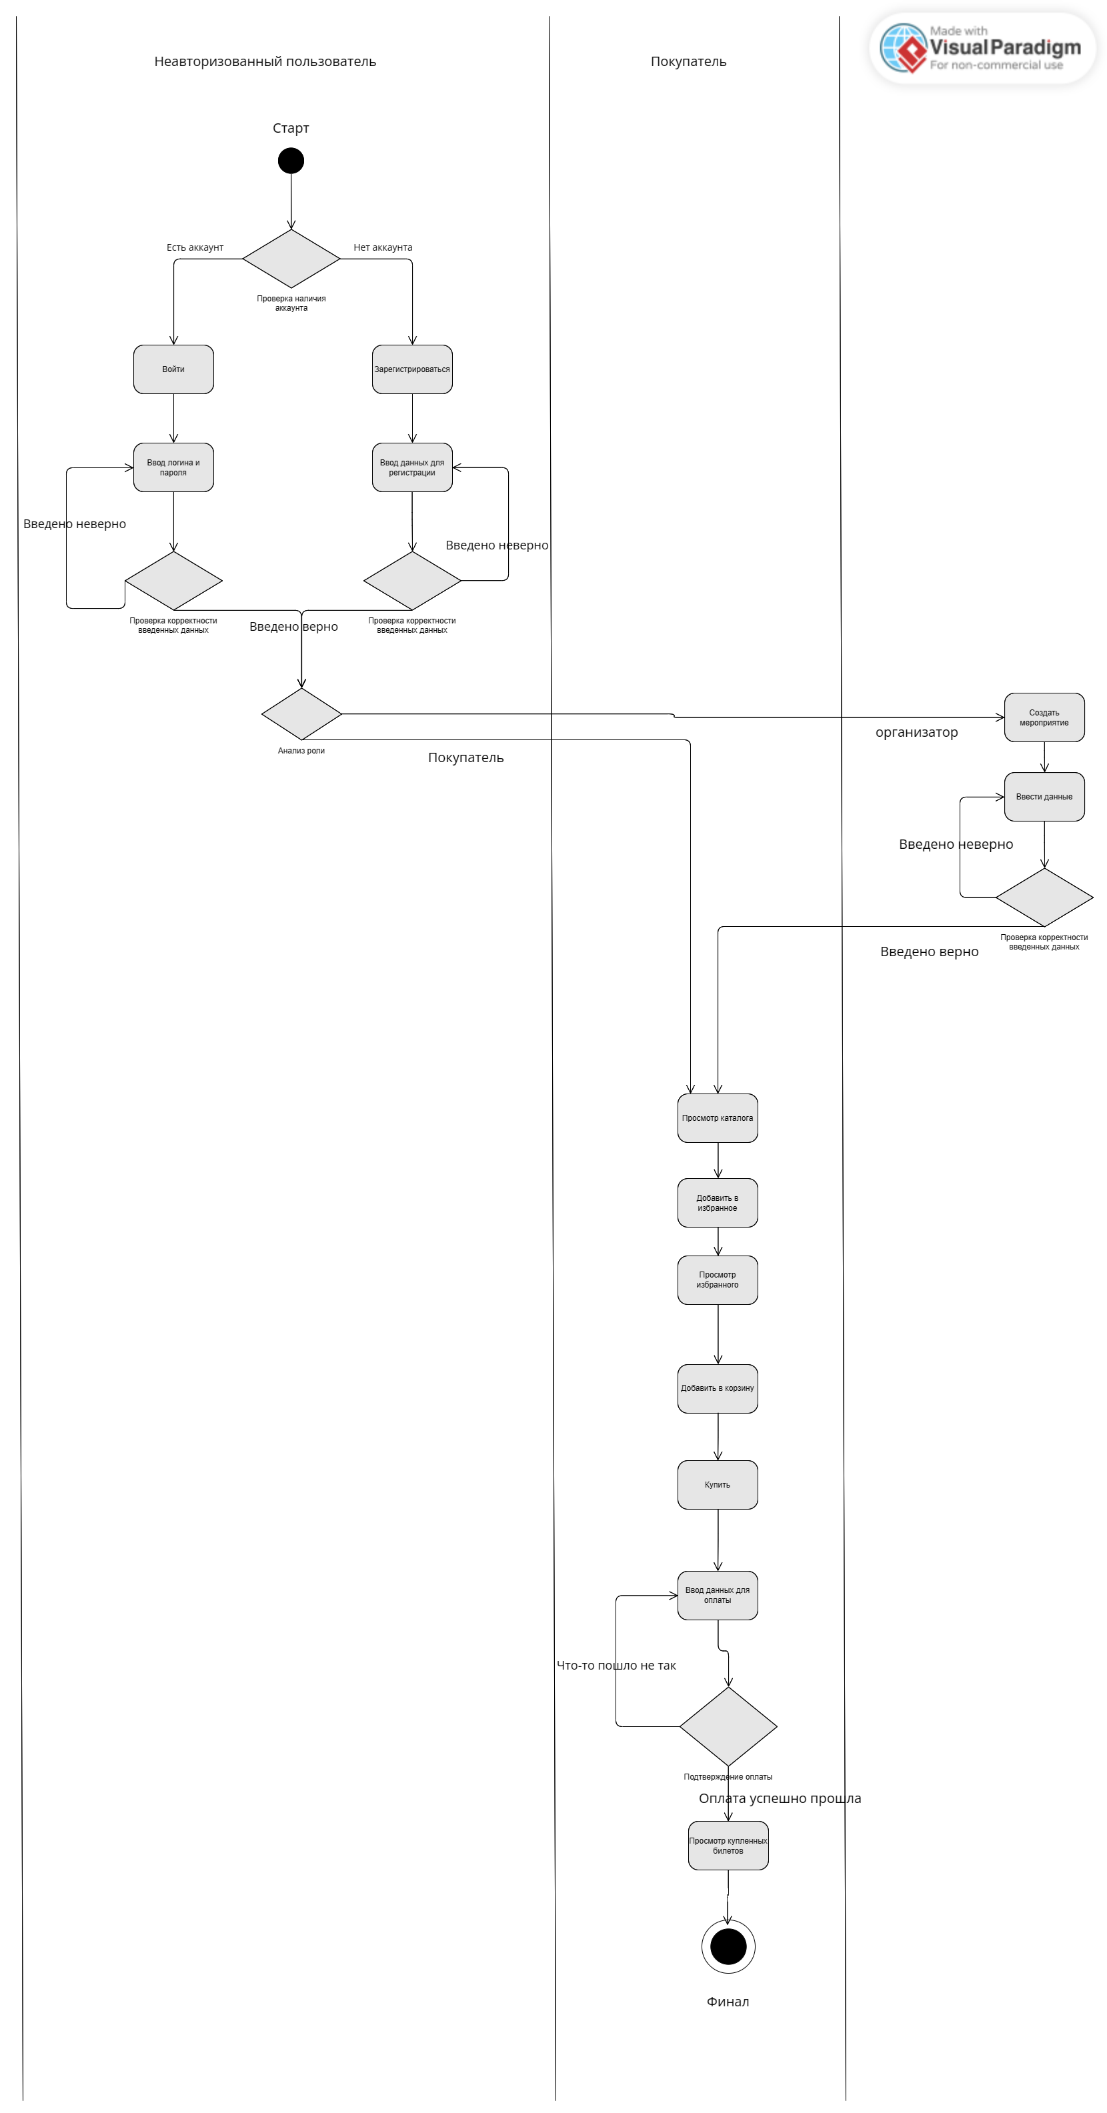 Made with
Visual Paradigm
For non-commercial use
Неавторизованный пользователь
Покупатель
Старт
Есть аккаунт
Нет аккаунта
Проверка наличия
аккаунта
Войти
Зарегистрироваться
Ввод логина и
пароля
Ввод данных для
регистрации
Введено неверно
Введено неверно
Проверка корректности
введенных данных
Введено верно
Проверка корректности
введенных данных
Анализ роли
Покупатель
организатор
Создать
мероприятие
Ввести данные
Введено неверно
Проверка корректности
введенных данных
Введено верно
Просмотр каталога
Добавить в
избранное
Просмотр
избранного
Добавить в корзину
Купить
Ввод данных для
оплаты
Что-то пошло не так
Подтверждение оплаты
Оплата успешно прошла
Просмотр купленных
билетов
Финал